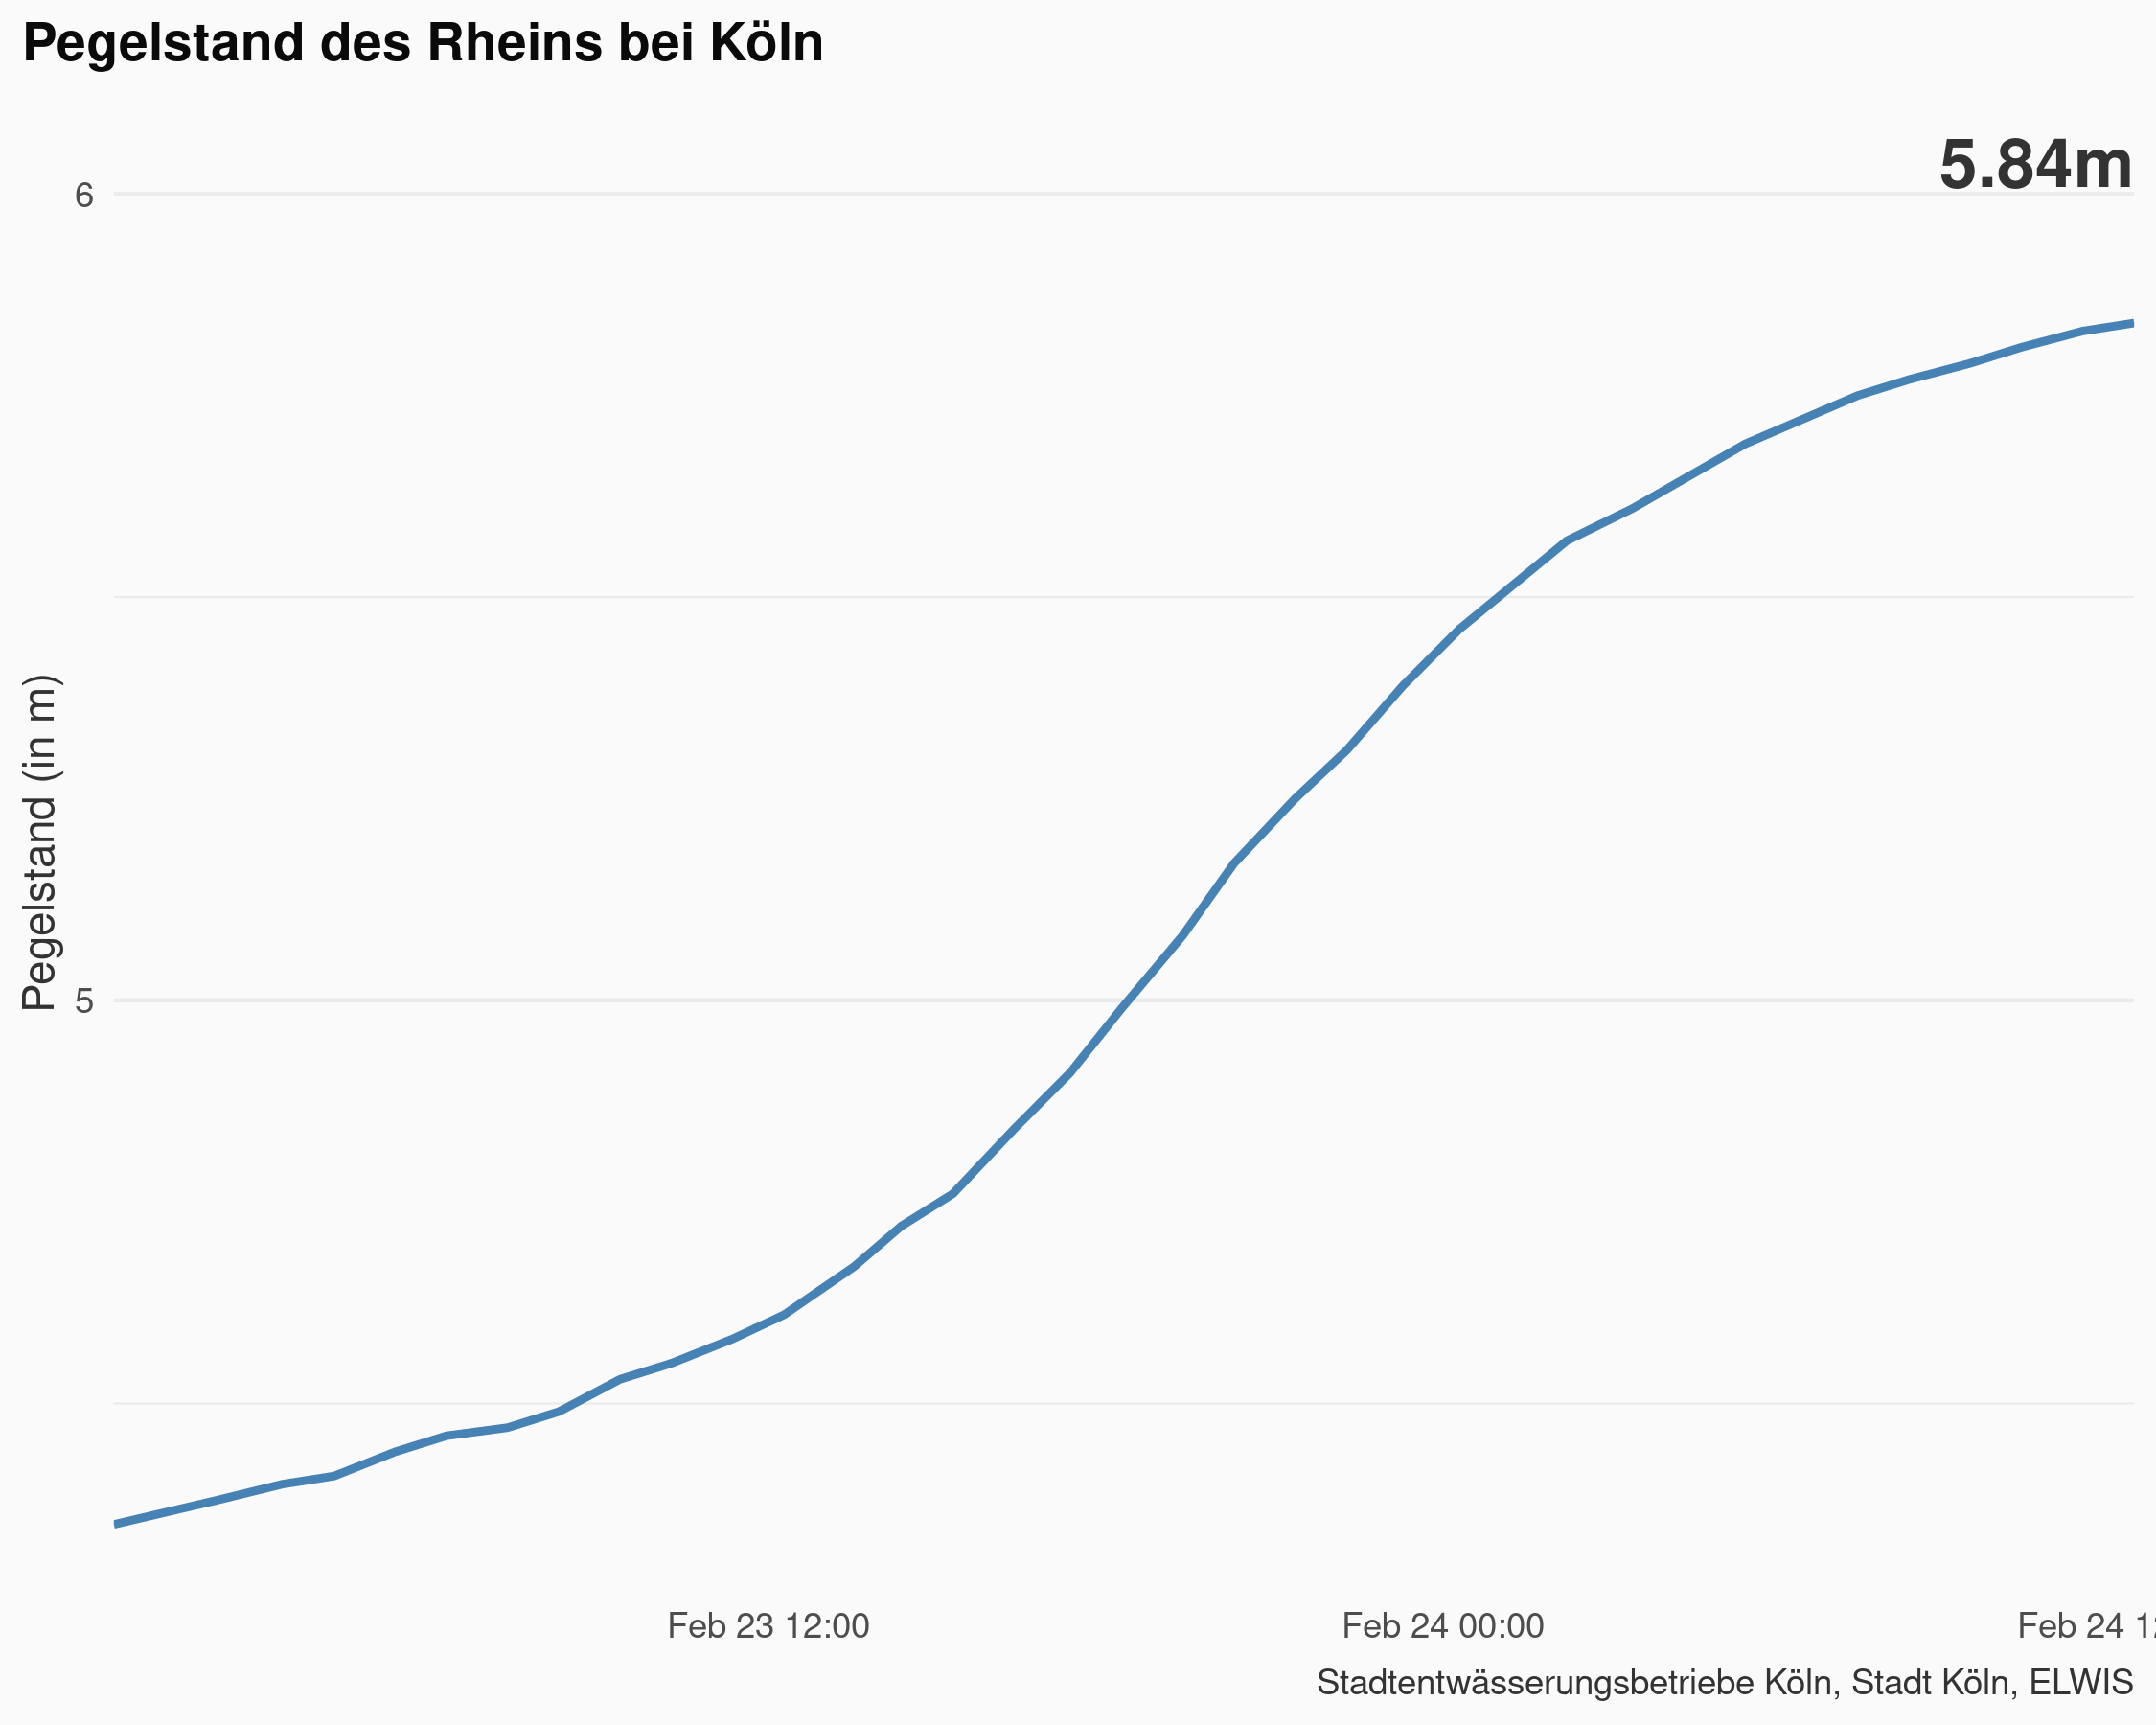 Pegelstand des Rheins bei Köln
5.84m
6
Pegelstand (in m)
5
Feb 23 12:00
Feb 24 00:00
Feb 24 1
Stadtentwässerungsbetriebe Köln, Stadt Köln, ELWIS